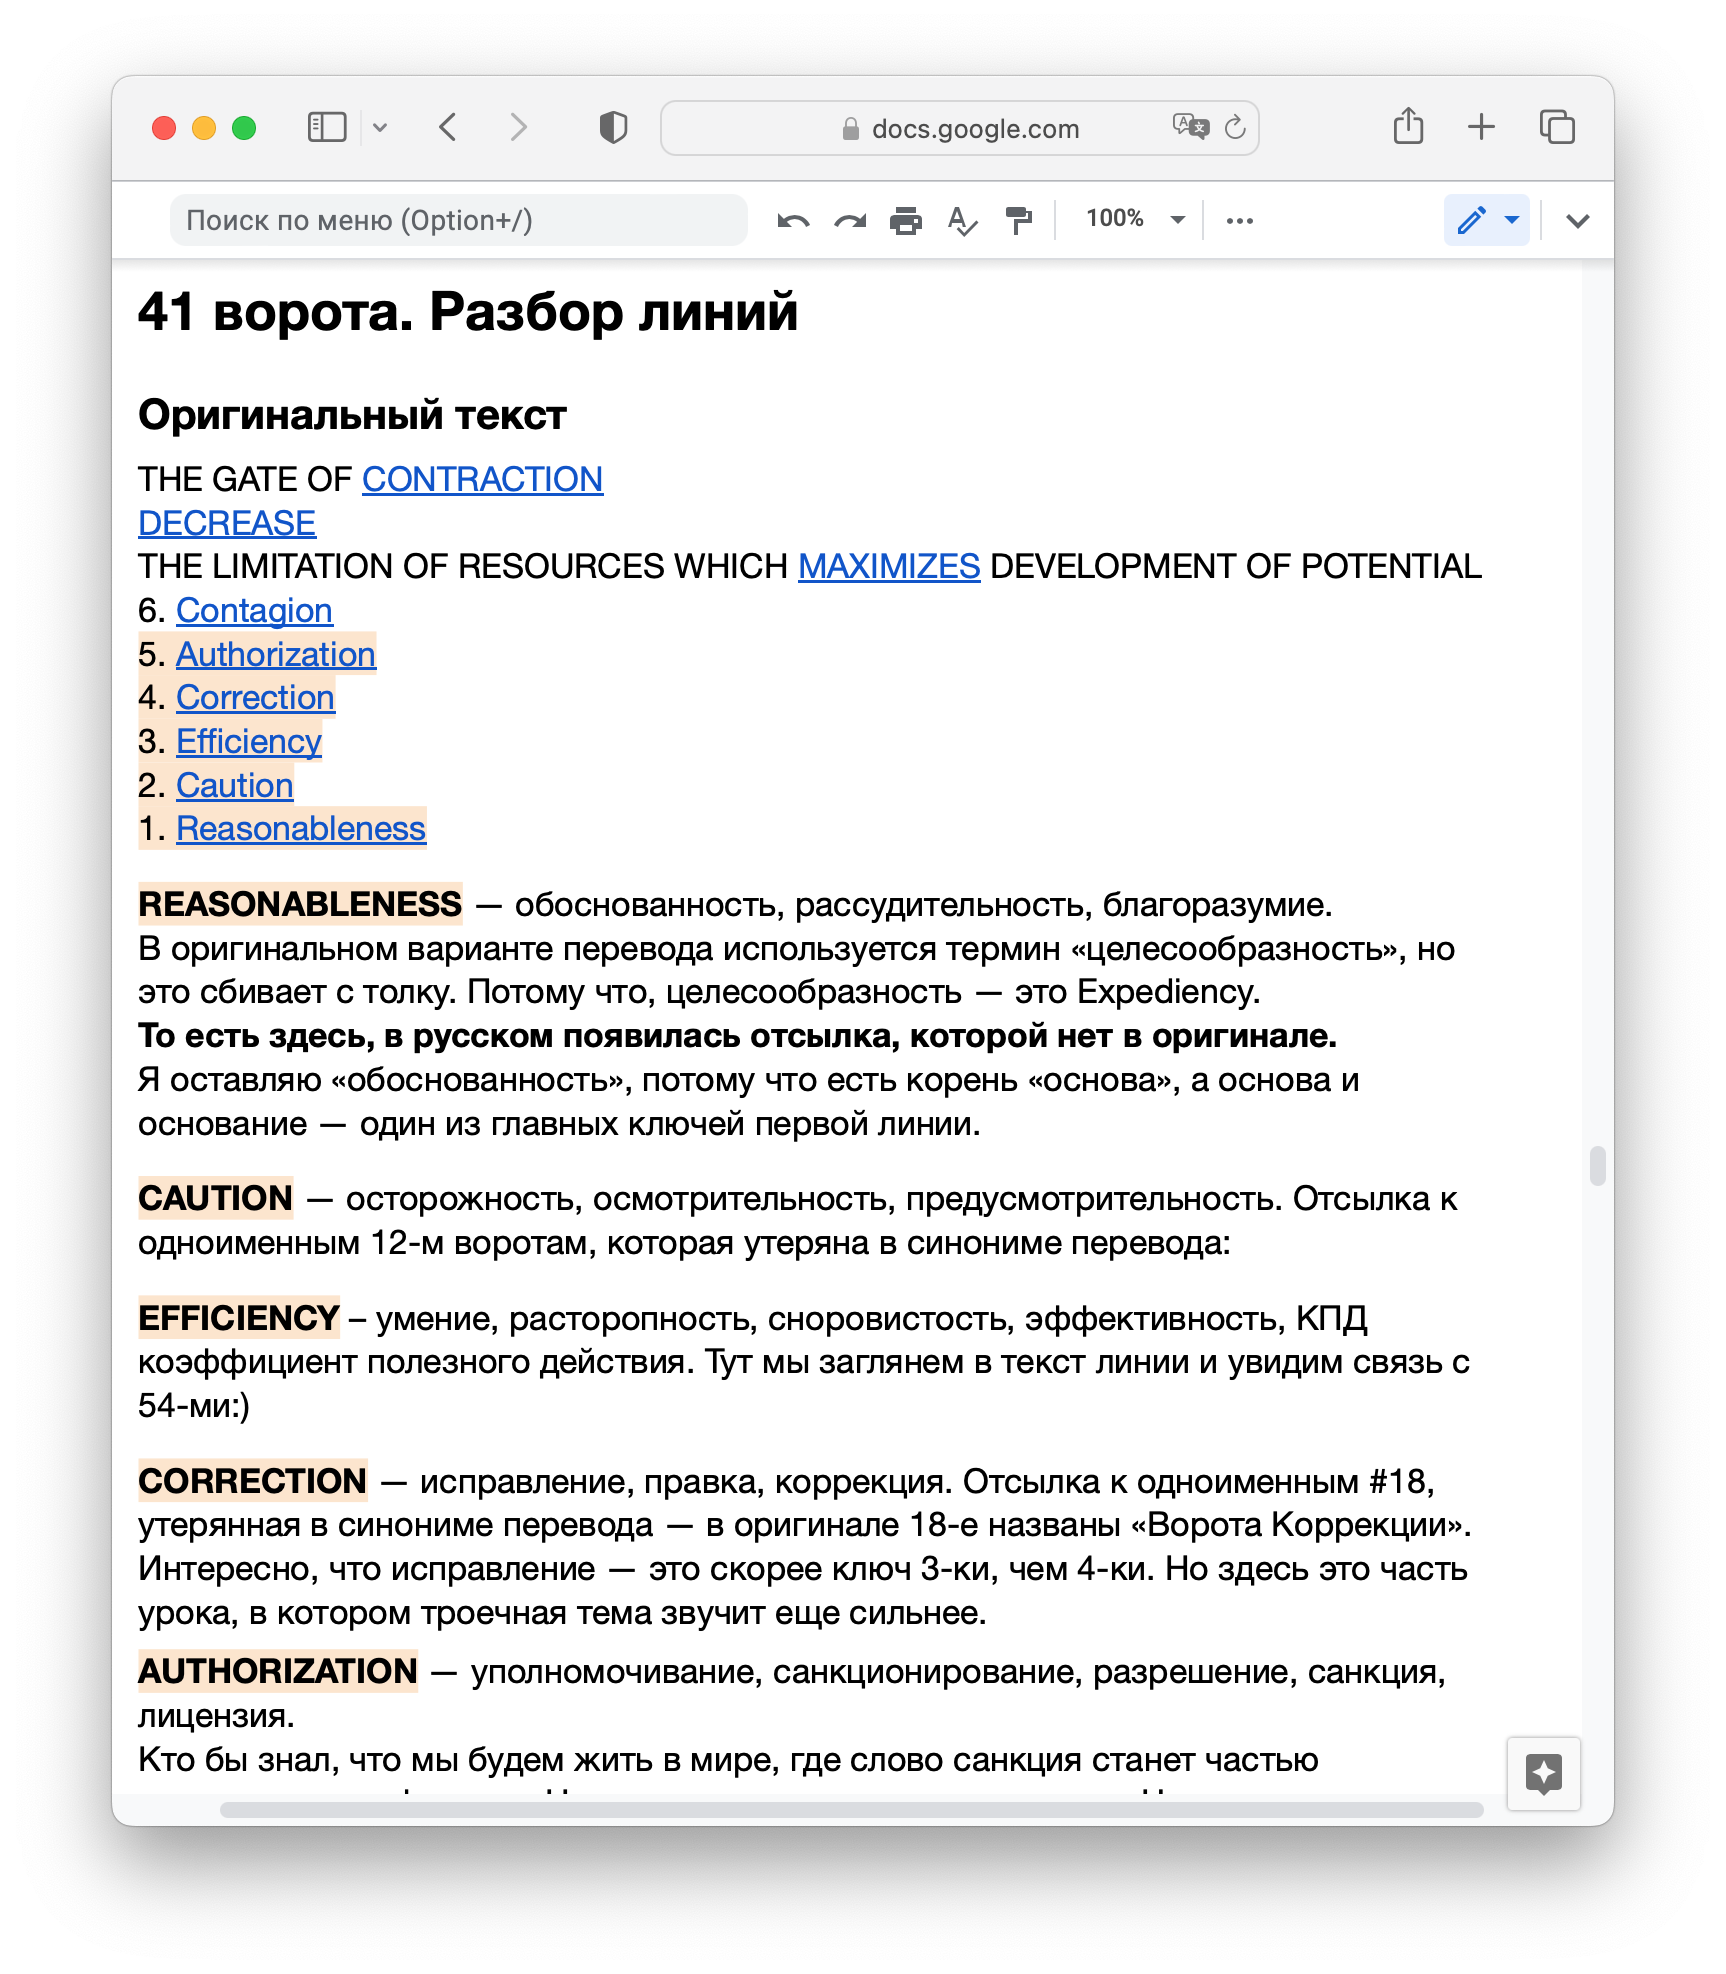 docs.google.com
Поиск по меню (Option+/)
100%
41 ворота. Разбор линий
Оригинальный текст
THE GATE OF CONTRACTION
DECREASE
THE LIMITATION OF RESOURCES WHICH MAXIMIZES DEVELOPMENT OF POTENTIAL
6. Contagion
5. Authorization
4. Correction
3. Efficiency
2. Caution
1. Reasonableness
REASONABLENESS — обоснованность, рассудительность, благоразумие.
В оригинальном варианте перевода используется термин «целесообразность», но
это сбивает с толку. Потому что, целесообразность — это Expediency.
То есть здесь, в русском появилась отсылка, которой нет в оригинале.
Я оставляю «обоснованность», потому что есть корень «основа», а основа и
основание — один из главных ключей первой линии.
CAUTION — осторожность, осмотрительность, предусмотрительность. Отсылка к
одноименным 12-м воротам, которая утеряна в синониме перевода:
EFFICIENCY – умение, расторопность, сноровистость, эффективность, КПД
коэффициент полезного действия. Тут мы заглянем в текст линии и увидим связь с
54-ми:)
CORRECTION — исправление, правка, коррекция. Отсылка к одноименным #18,
утерянная в синониме перевода — в оригинале 18-е названы «Ворота Коррекции».
Интересно, что исправление — это скорее ключ 3-ки, чем 4-ки. Но здесь это часть
урока, в котором троечная тема звучит еще сильнее.
AUTHORIZATION — уполномочивание, санкционирование, разрешение, санкция,
лицензия.
Кто бы знал, что мы будем жить в мире, где слово санкция станет частью